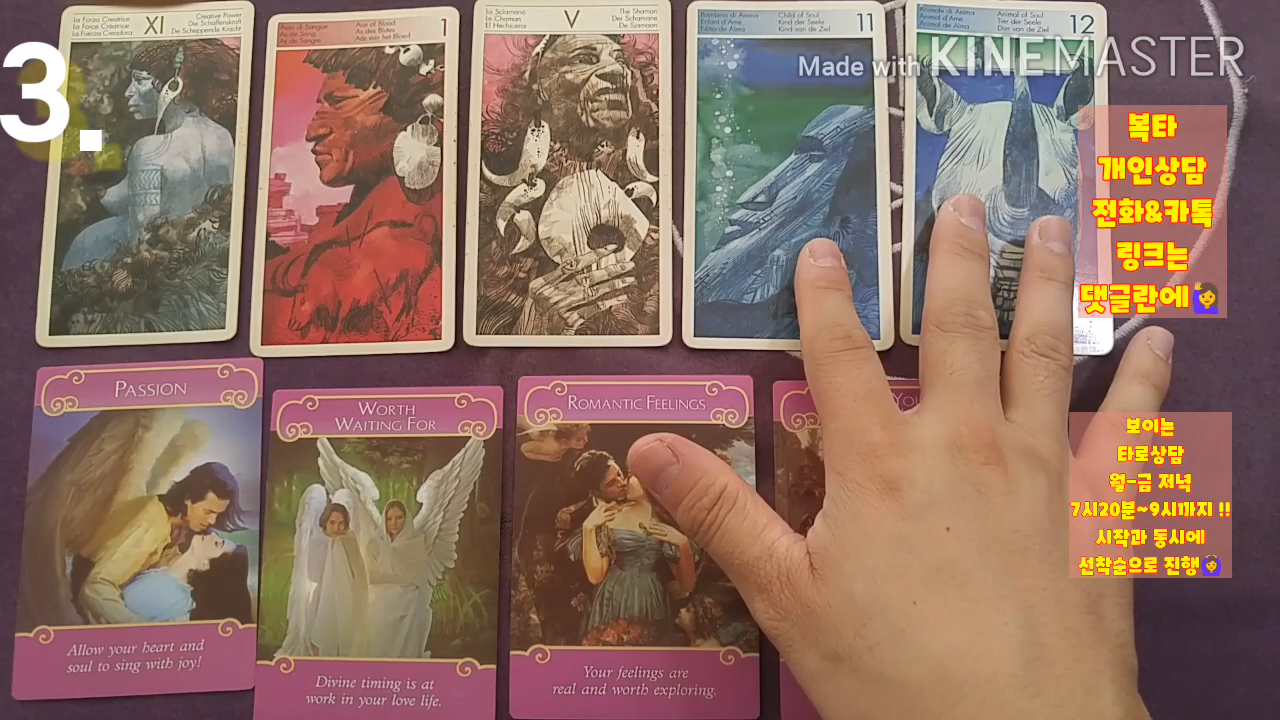 3.
La Forza Creatrice
La Force Créatrice
La Fuerza Creadora
XI
Creative Power
Die Schaffenskraft
De Scheppende Kracht
Asso di Sangue
As de Sang
As de Sangre
Ace of Blood
As des Blutes
Aas van het Bloed
1
Lo Sciamano
Le Chaman
El Hechicero
V
The Shaman
Der Schamane
De Sjamaan
Bambino di Anima
Enfant d'Ame
Niño de Alma
Child of Soul
Kind der Seele
Kind van de Ziel
11
Animale di Anima
Animal d'Ame
Animal de Alma
Animal of Soul
Tier der Seele
Dier van de Ziel
12
Made with KINEMASTER
복타
개인상담
전화&카톡
링크는
댓글란에🙋‍♀️
PASSION
Allow your heart and
soul to sing with joy!
WORTH
WAITING FOR
Divine timing is at
work in your love life.
ROMANTIC FEELINGS
Your feelings are
real and worth exploring.
보이는
타로상담
월-금 저녁
7시20분~9시까지 !!
시작과 동시에
선착순으로 진행🙆‍♀️